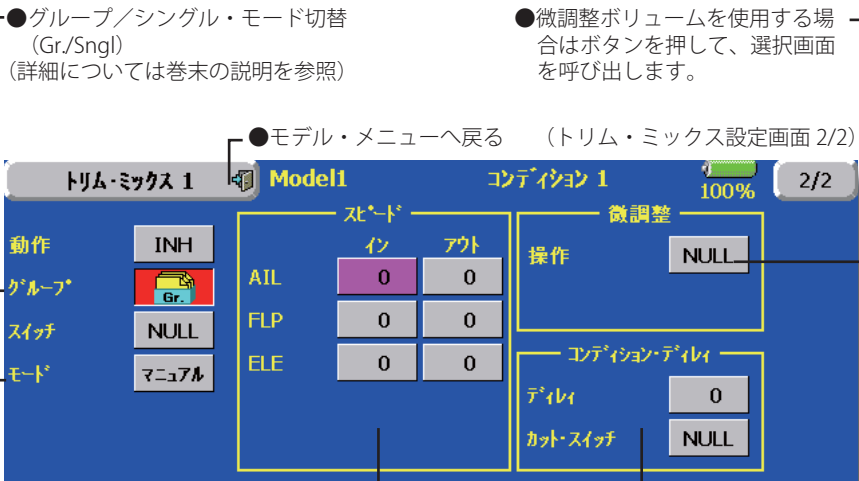 ●グループ／シングル・モード切替
（Gr./Sngl）
（詳細については巻末の説明を参照）
●微調整ボリュームを使用する場
合はボタンを押して、選択画面
を呼び出します。
●モデル・メニューへ戻る
（トリム・ミックス設定画面 2/2）
トリム・ミックス 1
Model1
コンディション 1
100%
2/2
動作
INH
グループ
Gr.
スイッチ
NULL
モード
マニュアル
スピード
イン
アウト
AIL
0
0
FLP
0
0
ELE
0
0
微調整
操作
NULL
コンディション・ディレイ
ディレイ
0
カット・スイッチ
NULL